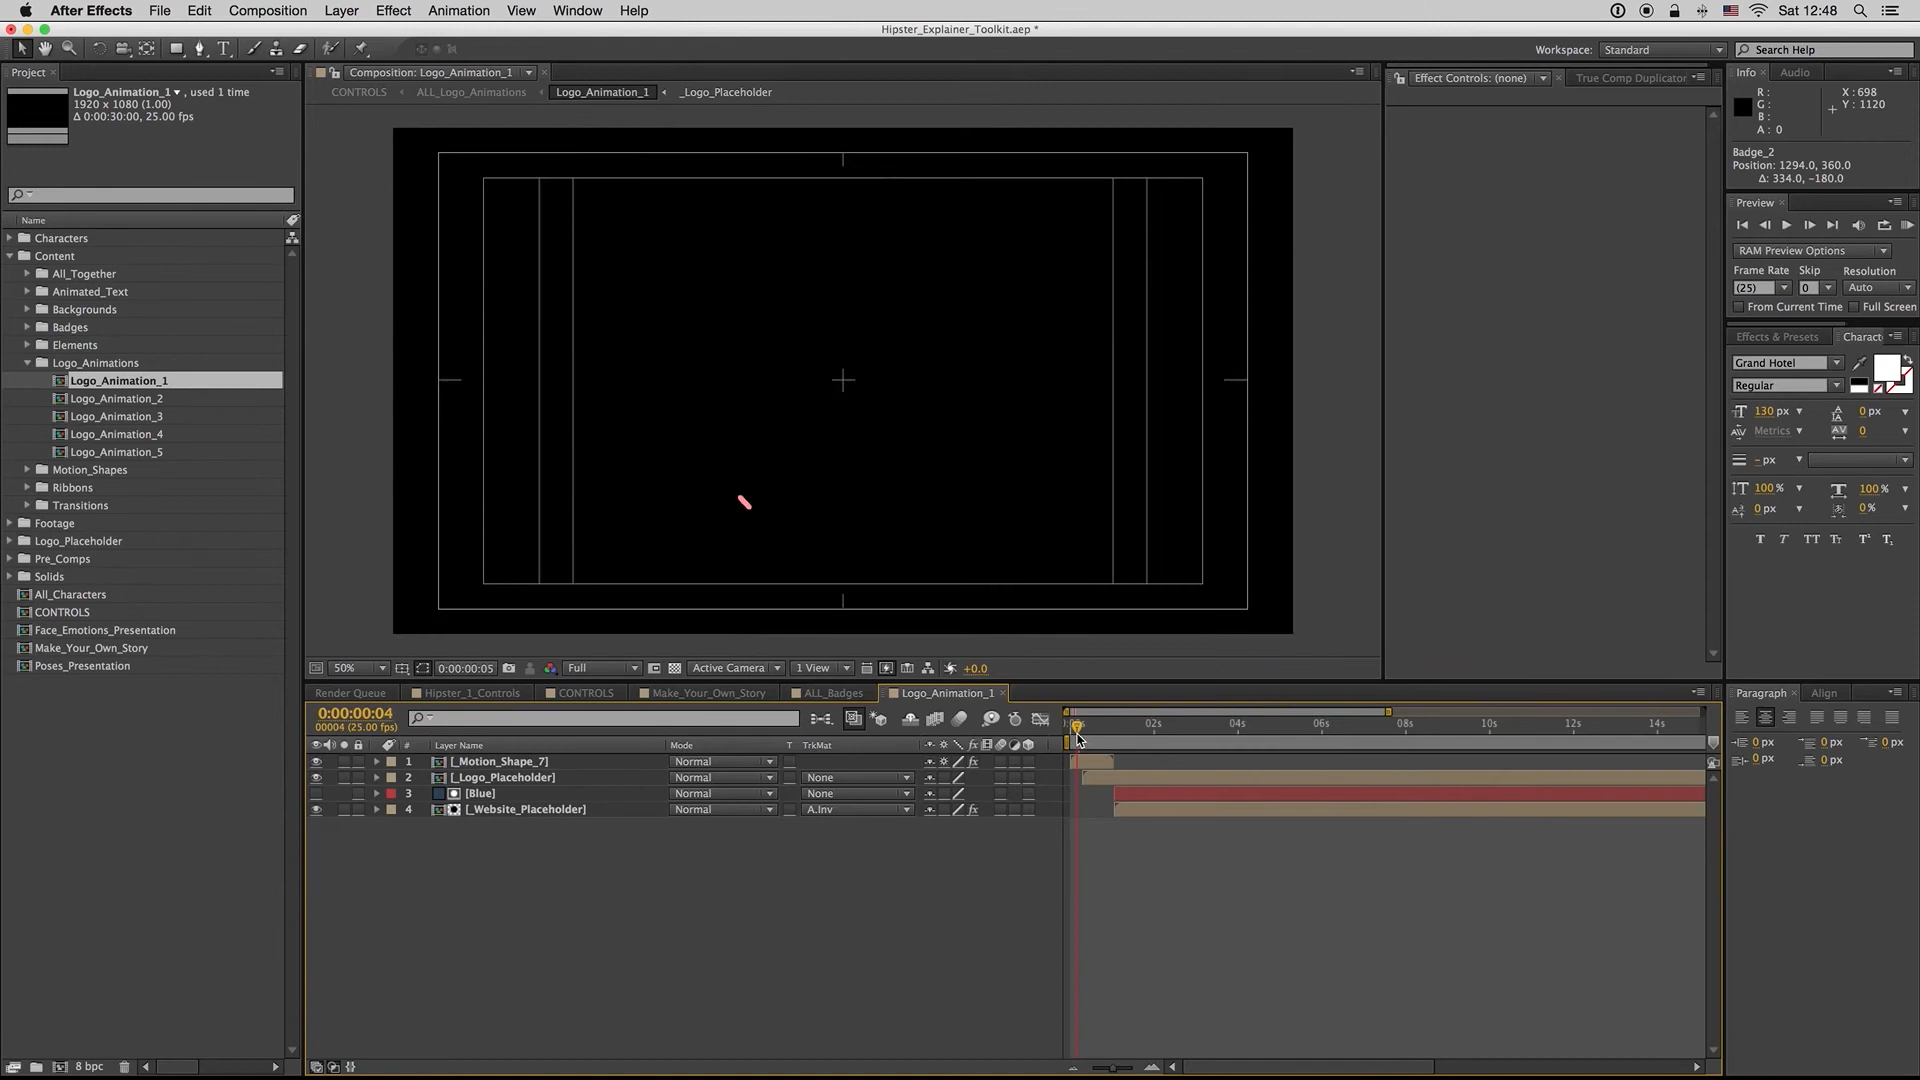 After Effects File Edit Composition Layer Effect Animation View Window Help Sat 12:48
Hipster_Explainer_Toolkit.aep *
Workspace: Standard Search Help
Project
Logo_Animation_1 , used 1 time
1920 x 1080 (1.00)
Δ 0:00:30:00, 25.00 fps
Name
Characters
Content
All_Together
Animated_Text
Backgrounds
Badges
Elements
Logo_Animations
Logo_Animation_1
Logo_Animation_2
Logo_Animation_3
Logo_Animation_4
Logo_Animation_5
Motion_Shapes
Ribbons
Transitions
Footage
Logo_Placeholder
Pre_Comps
Solids
All_Characters
CONTROLS
Face_Emotions_Presentation
Make_Your_Own_Story
Poses_Presentation
8 bpc
Composition: Logo_Animation_1
CONTROLS ALL_Logo_Animations Logo_Animation_1 _Logo_Placeholder
50% 0:00:00:05 Full Active Camera 1 View +0.0
Effect Controls: (none) True Comp Duplicator
Info Audio
R : X : 698
G : Y : 1120
B :
A : 0
Badge_2
Position: 1294.0, 360.0
Δ: 334.0, -180.0
Preview
RAM Preview Options
Frame Rate Skip Resolution
(25) 0 Auto
From Current Time Full Screen
Effects & Presets Charact
Grand Hotel
Regular
130 px 0 px
Metrics 0
- px
100 % 100 %
0 px 0 %
T T TT Tt T¹ T₁
Paragraph Align
0 px 0 px 0 px
0 px 0 px
Render Queue Hipster_1_Controls CONTROLS Make_Your_Own_Story ALL_Badges Logo_Animation_1
0:00:00:04
00004 (25.00 fps)
02s 04s 06s 08s 10s 12s 14s
# Layer Name Mode T TrkMat
1 [_Motion_Shape_7] Normal
2 [_Logo_Placeholder] Normal None
3 [Blue] Normal None
4 [_Website_Placeholder] Normal A.Inv